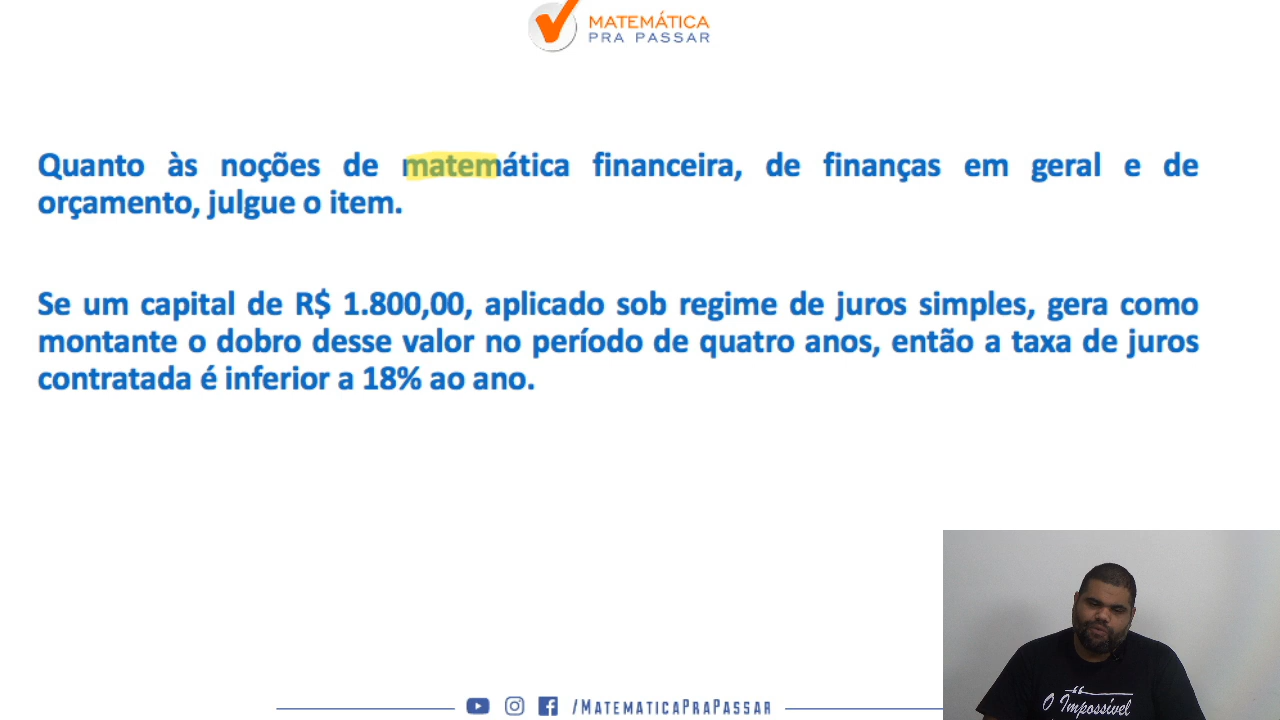 MATEMÁTICA
PRA PASSAR
Quanto às noções de matemática financeira, de finanças em geral e de
orçamento, julgue o item.
Se um capital de R$ 1.800,00, aplicado sob regime de juros simples, gera como
montante o dobro desse valor no período de quatro anos, então a taxa de juros
contratada é inferior a 18% ao ano.
O Impossível
/MATEMATICAPRAPASSAR